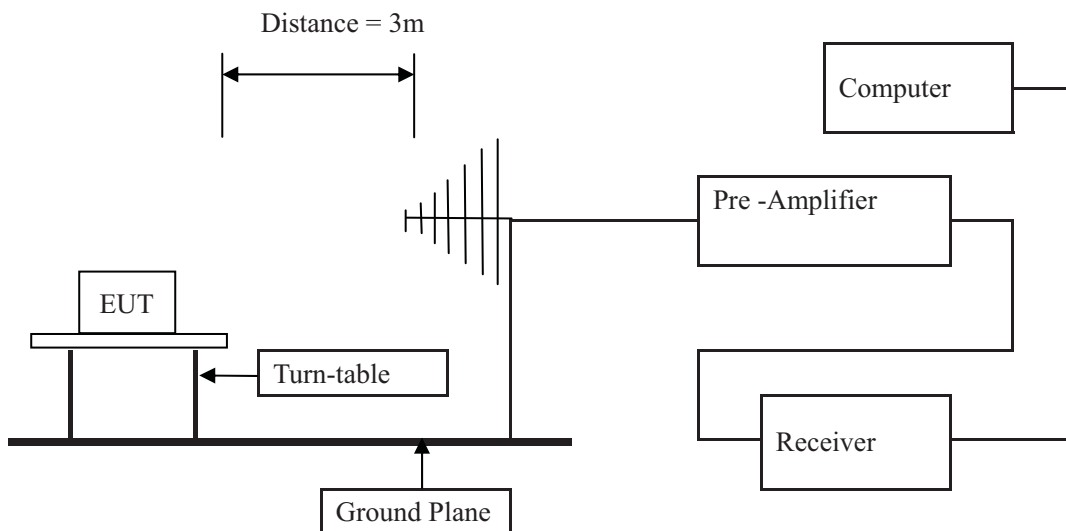 Distance = 3m
Computer
Pre -Amplifier
EUT
Turn-table
Receiver
Ground Plane